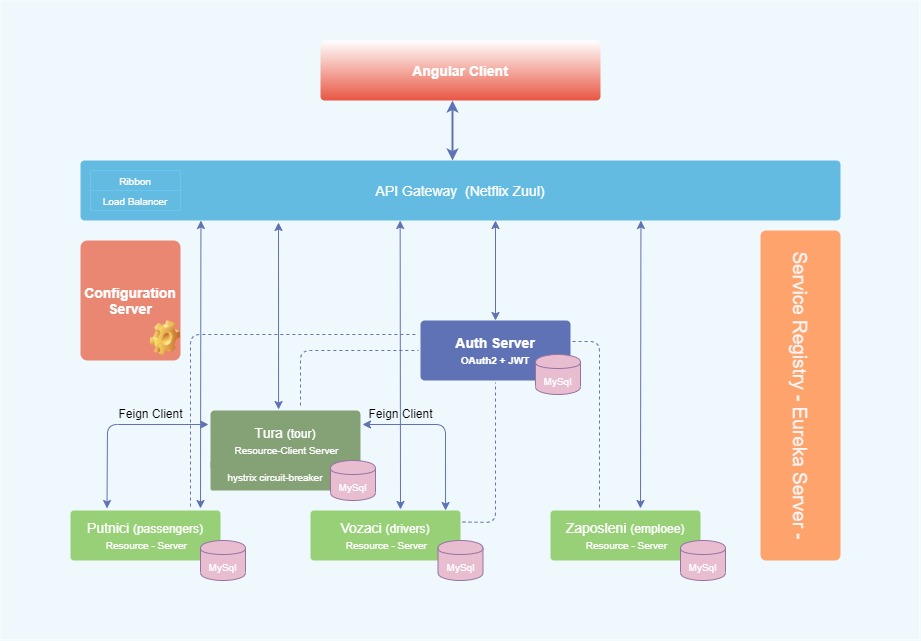 Angular Client
Ribbon
Load Balancer
API Gateway (Netflix Zuul)
Configuration
Server
Service Registry - Eureka Server -
Auth Server
OAuth2 + JWT
MySql
Feign Client
Feign Client
Tura (tour)
Resource-Client Server
hystrix circuit-breaker
MySql
Putnici (passengers)
Resource - Server
MySql
Vozaci (drivers)
Resource - Server
MySql
Zaposleni (emploee)
Resource - Server
MySql